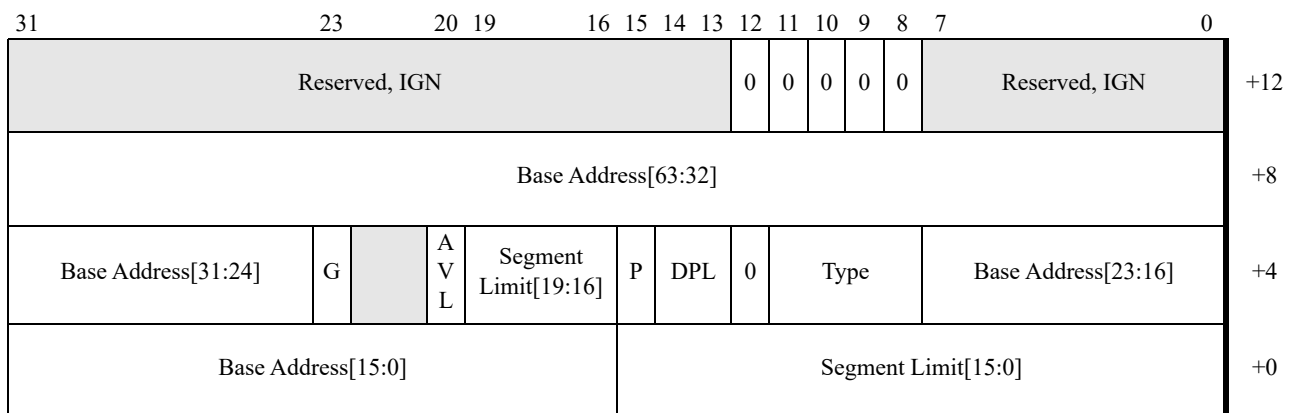 31 23 20 19 16 15 14 13 12 11 10 9 8 7 0
Reserved, IGN 0 0 0 0 0 Reserved, IGN +12
Base Address[63:32] +8
Base Address[31:24] G AVL Segment Limit[19:16] P DPL 0 Type Base Address[23:16] +4
Base Address[15:0] Segment Limit[15:0] +0